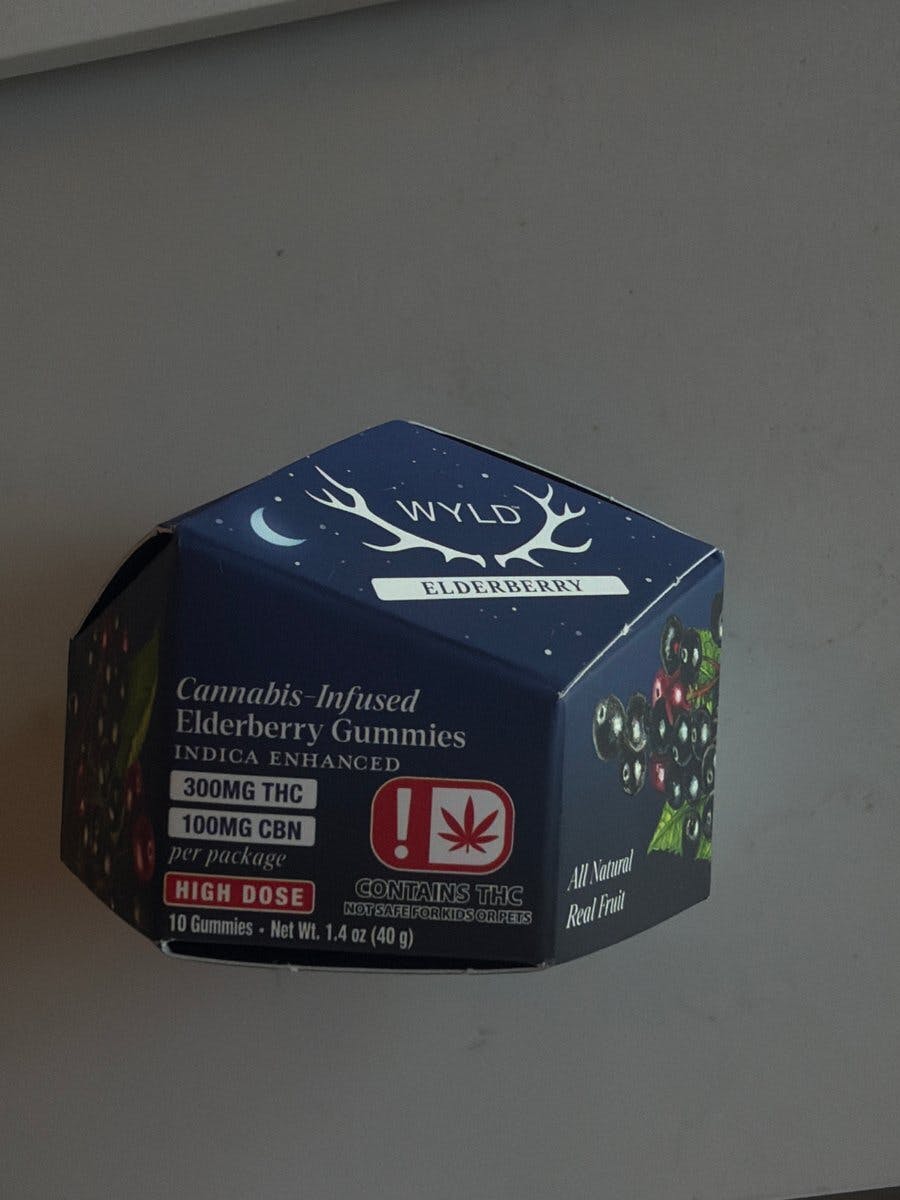 WYLD™
ELDERBERRY
Cannabis-Infused
Elderberry Gummies
INDICA ENHANCED
300MG THC
100MG CBN
per package
HIGH DOSE
10 Gummies • Net Wt. 1.4 oz (40 g)
!
CONTAINS THC
NOT SAFE FOR KIDS OR PETS
All Natural
Real Fruit